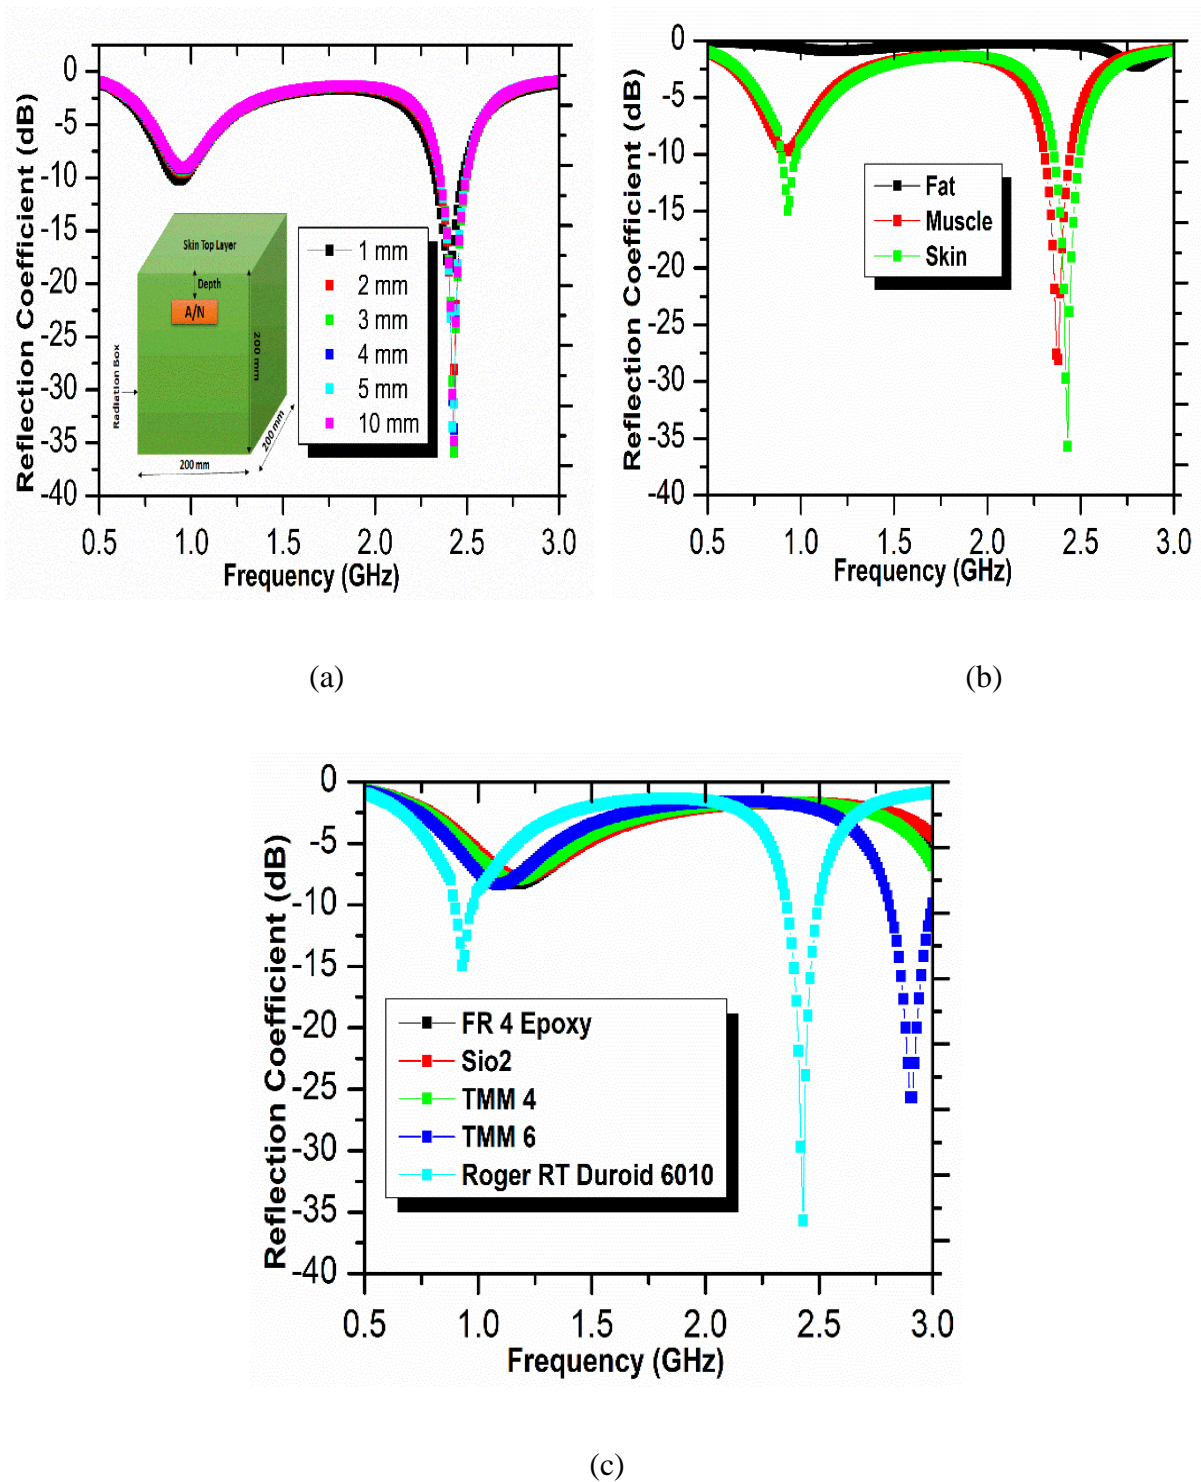 0
-5
-10
-15
-20
-25
-30
-35
-40
Reflection Coefficient (dB)
0.5 1.0 1.5 2.0 2.5 3.0
Frequency (GHz)
Skin Top Layer
Depth
A/N
Radiation Box
200 mm
200 mm
200 mm
1 mm
2 mm
3 mm
4 mm
5 mm
10 mm
0
-5
-10
-15
-20
-25
-30
-35
-40
Reflection Coefficient (dB)
0.5 1.0 1.5 2.0 2.5 3.0
Frequency (GHz)
Fat
Muscle
Skin
(a) (b)
0
-5
-10
-15
-20
-25
-30
-35
-40
Reflection Coefficient (dB)
0.5 1.0 1.5 2.0 2.5 3.0
Frequency (GHz)
FR 4 Epoxy
Sio2
TMM 4
TMM 6
Roger RT Duroid 6010
(c)